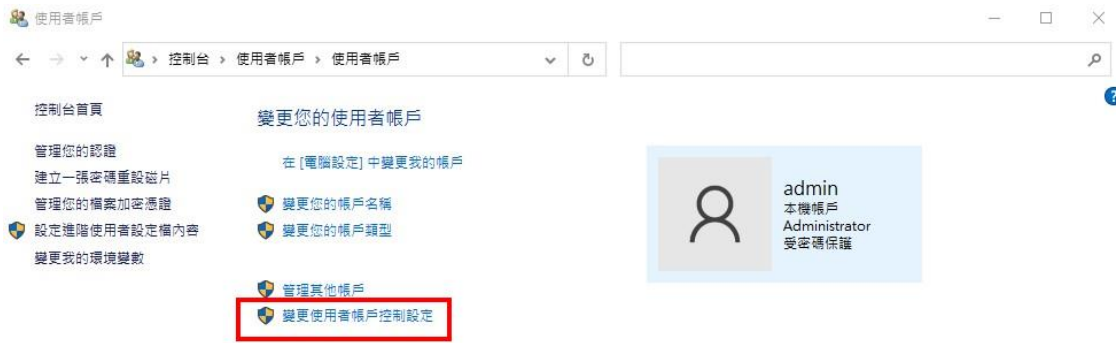 使用者帳戶
控制台 › 使用者帳戶 › 使用者帳戶
控制台首頁
管理您的認證
建立一張密碼重設磁片
管理您的檔案加密憑證
設定進階使用者設定檔內容
變更我的環境變數
變更您的使用者帳戶
在 [電腦設定] 中變更我的帳戶
變更您的帳戶名稱
變更您的帳戶類型
管理其他帳戶
變更使用者帳戶控制設定
admin
本機帳戶
Administrator
受密碼保護
?